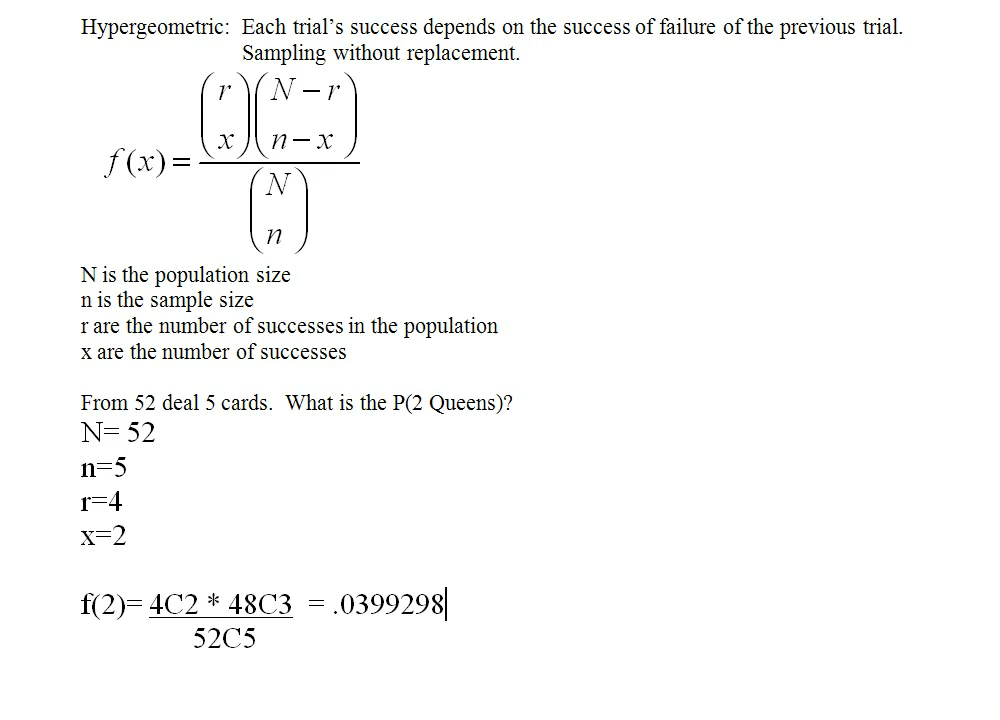 Hypergeometric: Each trial's success depends on the success of failure of the previous trial.
Sampling without replacement.
f(x) = (r x)(N − r n − x) / (N n)
N is the population size
n is the sample size
r are the number of successes in the population
x are the number of successes
From 52 deal 5 cards. What is the P(2 Queens)?
N= 52
n=5
r=4
x=2
f(2)= 4C2 * 48C3 = .0399298
52C5